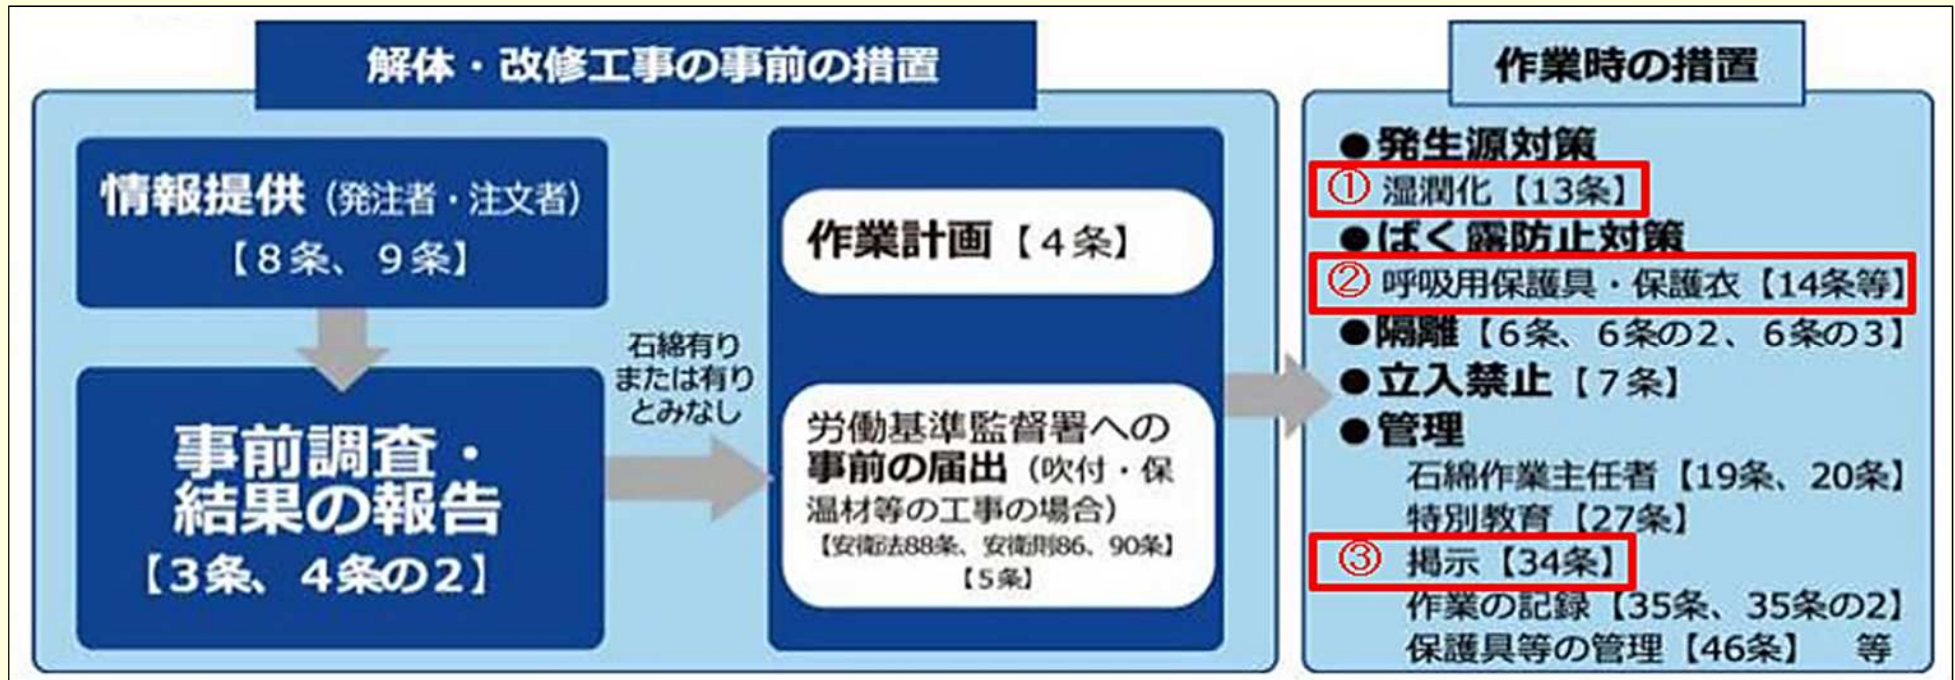 解体・改修工事の事前の措置
情報提供（発注者・注文者）
【８条、９条】
事前調査・
結果の報告
【３条、４条の２】
石綿有り
または有り
とみなし
作業計画【４条】
労働基準監督署への
事前の届出（吹付・保
温材等の工事の場合）
【安衛法88条、安衛則86、90条】
【５条】
作業時の措置
●発生源対策
① 湿潤化【13条】
●ばく露防止対策
② 呼吸用保護具・保護衣【14条等】
●隔離【６条、６条の２、６条の３】
●立入禁止【７条】
●管理
石綿作業主任者【19条、20条】
特別教育【27条】
③ 掲示【34条】
作業の記録【35条、35条の2】
保護具等の管理【46条】　等